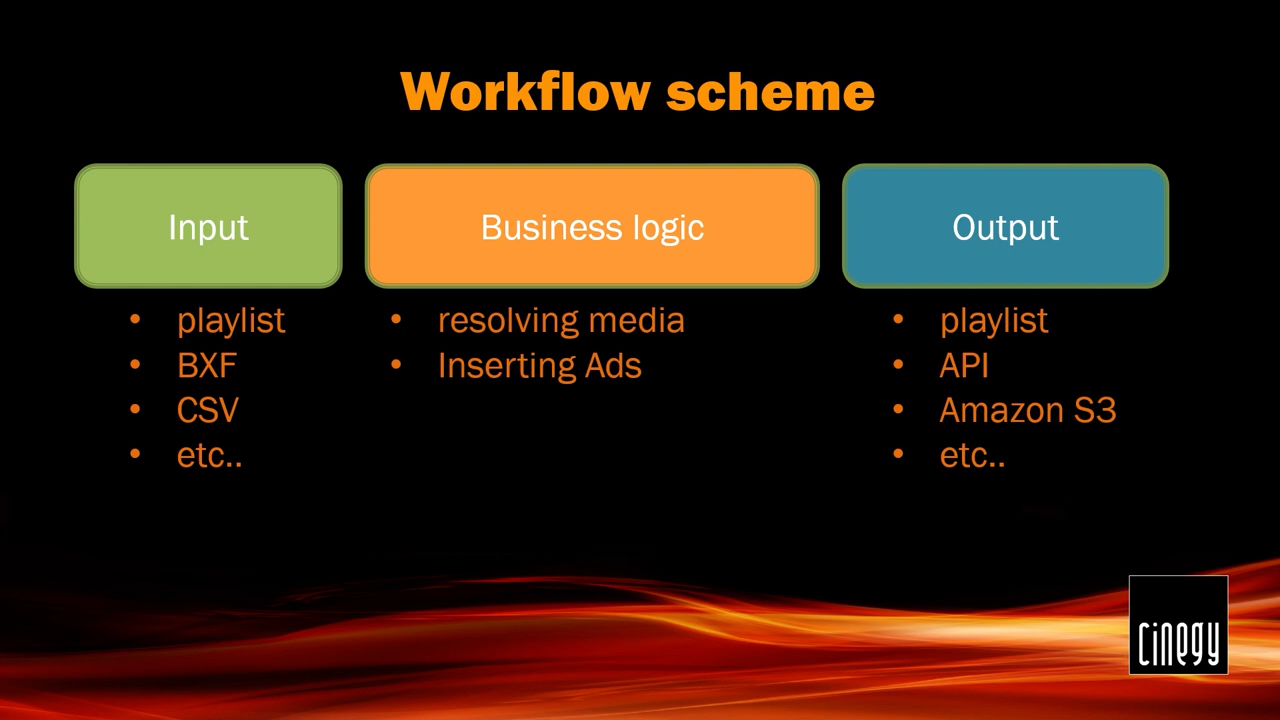 Workflow scheme
Input
Business logic
Output
• playlist
• BXF
• CSV
• etc..
• resolving media
• Inserting Ads
• playlist
• API
• Amazon S3
• etc..
cinegy